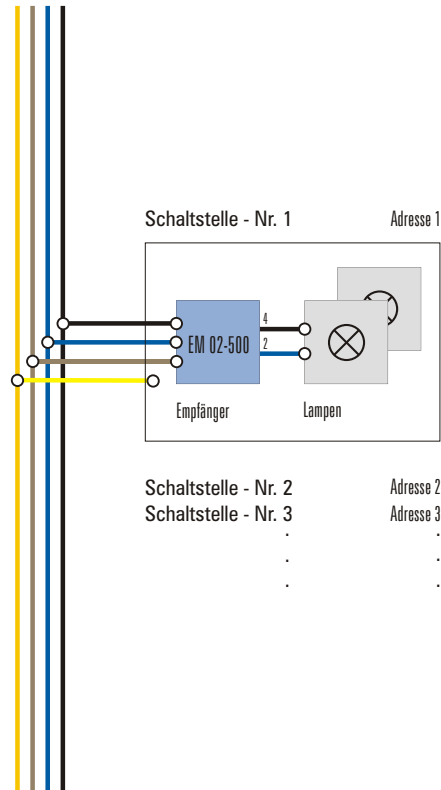 Schaltstelle - Nr. 1 Adresse 1
4
EM 02-500 2
Empfänger Lampen
Schaltstelle - Nr. 2 Adresse 2
Schaltstelle - Nr. 3 Adresse 3
. .
. .
. .